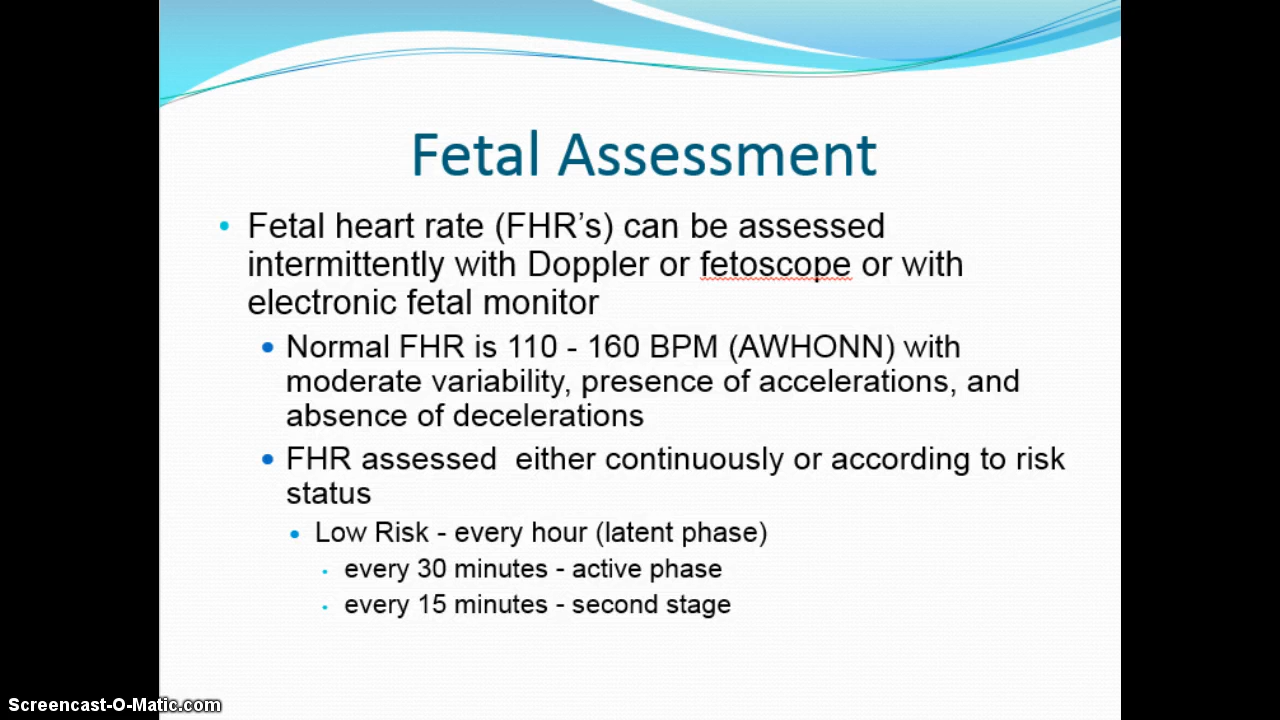 Fetal Assessment
• Fetal heart rate (FHR’s) can be assessed
intermittently with Doppler or fetoscope or with
electronic fetal monitor
• Normal FHR is 110 - 160 BPM (AWHONN) with
moderate variability, presence of accelerations, and
absence of decelerations
• FHR assessed  either continuously or according to risk
status
• Low Risk - every hour (latent phase)
• every 30 minutes - active phase
• every 15 minutes - second stage
Screencast-O-Matic.com